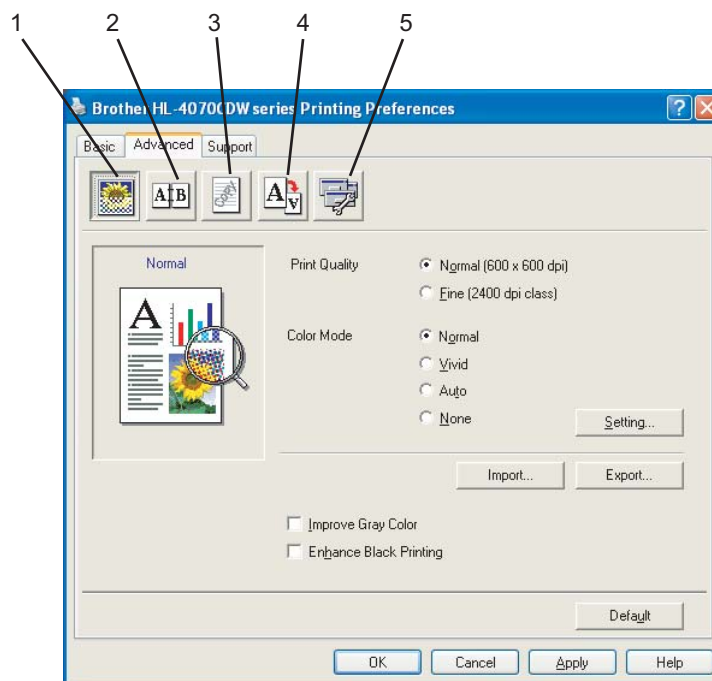 1 2 3 4 5
Brother HL-4070CDW series Printing Preferences
Basic Advanced Support
A B Copy A A
Normal
A
Print Quality
Normal (600 x 600 dpi)
Fine (2400 dpi class)
Color Mode
Normal
Vivid
Auto
None
Setting...
Import... Export...
Improve Gray Color
Enhance Black Printing
Default
OK Cancel Apply Help